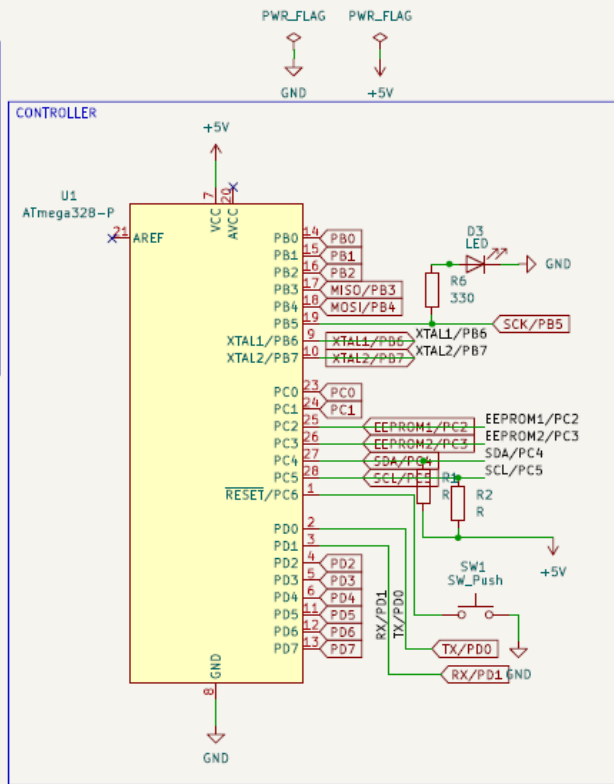 PWR_FLAG
PWR_FLAG
GND
+5V
CONTROLLER
+5V
U1
ATmega328-P
7
20
VCC
AVCC
21
AREF
PB0 14 PB0
PB1 15 PB1
PB2 16 PB2
PB3 17 MISO/PB3
PB4 18 MOSI/PB4
PB5 19
SCK/PB5
D3
LED
GND
R6
330
XTAL1/PB6 9 XTAL1/PB6 XTAL1/PB6
XTAL2/PB7 10 XTAL2/PB7 XTAL2/PB7
PC0 23 PC0
PC1 24 PC1
PC2 25 EEPROM1/PC2 EEPROM1/PC2
PC3 26 EEPROM2/PC3 EEPROM2/PC3
PC4 27 SDA/PC4 SDA/PC4
PC5 28 SCL/PC5 SCL/PC5
RESET/PC6 1
R1
R
R2
R
+5V
PD0 2
PD1 3
PD2 4 PD2
PD3 5 PD3
PD4 6 PD4
PD5 11 PD5
PD6 12 PD6
PD7 13 PD7
RX/PD1
TX/PD0
SW1
SW_Push
TX/PD0
RX/PD1
GND
GND
8
GND